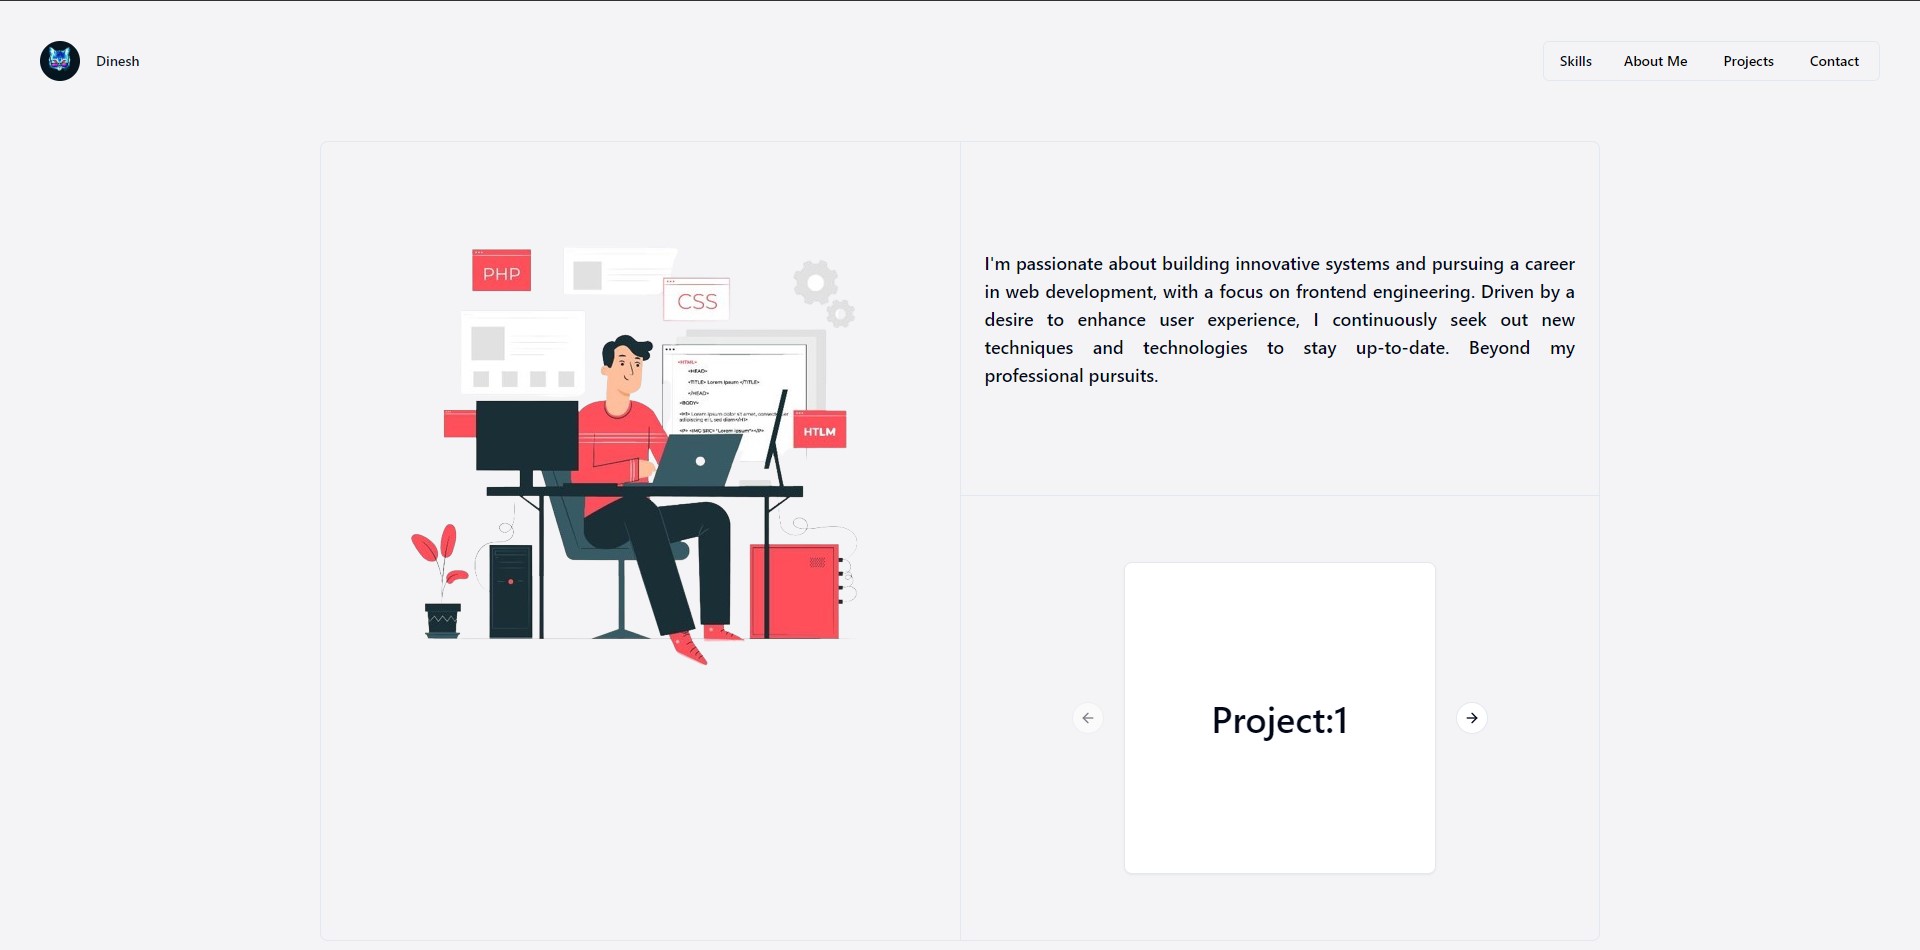 Dinesh
Skills About Me Projects Contact
PHP
CSS
<HTML>
<HEAD>
<TITLE> Lorem Ipsum </TITLE>
</HEAD>
<BODY>
HTLM
I'm passionate about building innovative systems and pursuing a career
in web development, with a focus on frontend engineering. Driven by a
desire to enhance user experience, I continuously seek out new
techniques and technologies to stay up-to-date. Beyond my
professional pursuits.
Project:1